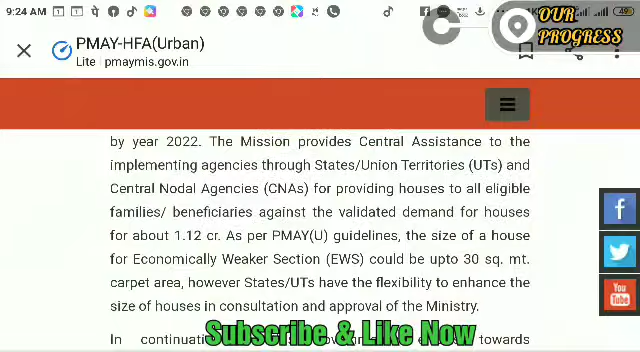 9:24 AM
OUR
PROGRESS
PMAY-HFA(Urban)
Lite | pmaymis.gov.in
by year 2022. The Mission provides Central Assistance to the
implementing agencies through States/Union Territories (UTs) and
Central Nodal Agencies (CNAs) for providing houses to all eligible
families/ beneficiaries against the validated demand for houses
for about 1.12 cr. As per PMAY(U) guidelines, the size of a house
for Economically Weaker Section (EWS) could be upto 30 sq. mt.
carpet area, however States/UTs have the flexibility to enhance the
size of houses in consultation and approval of the Ministry.
In towards
Subscribe & Like Now
You
Tube